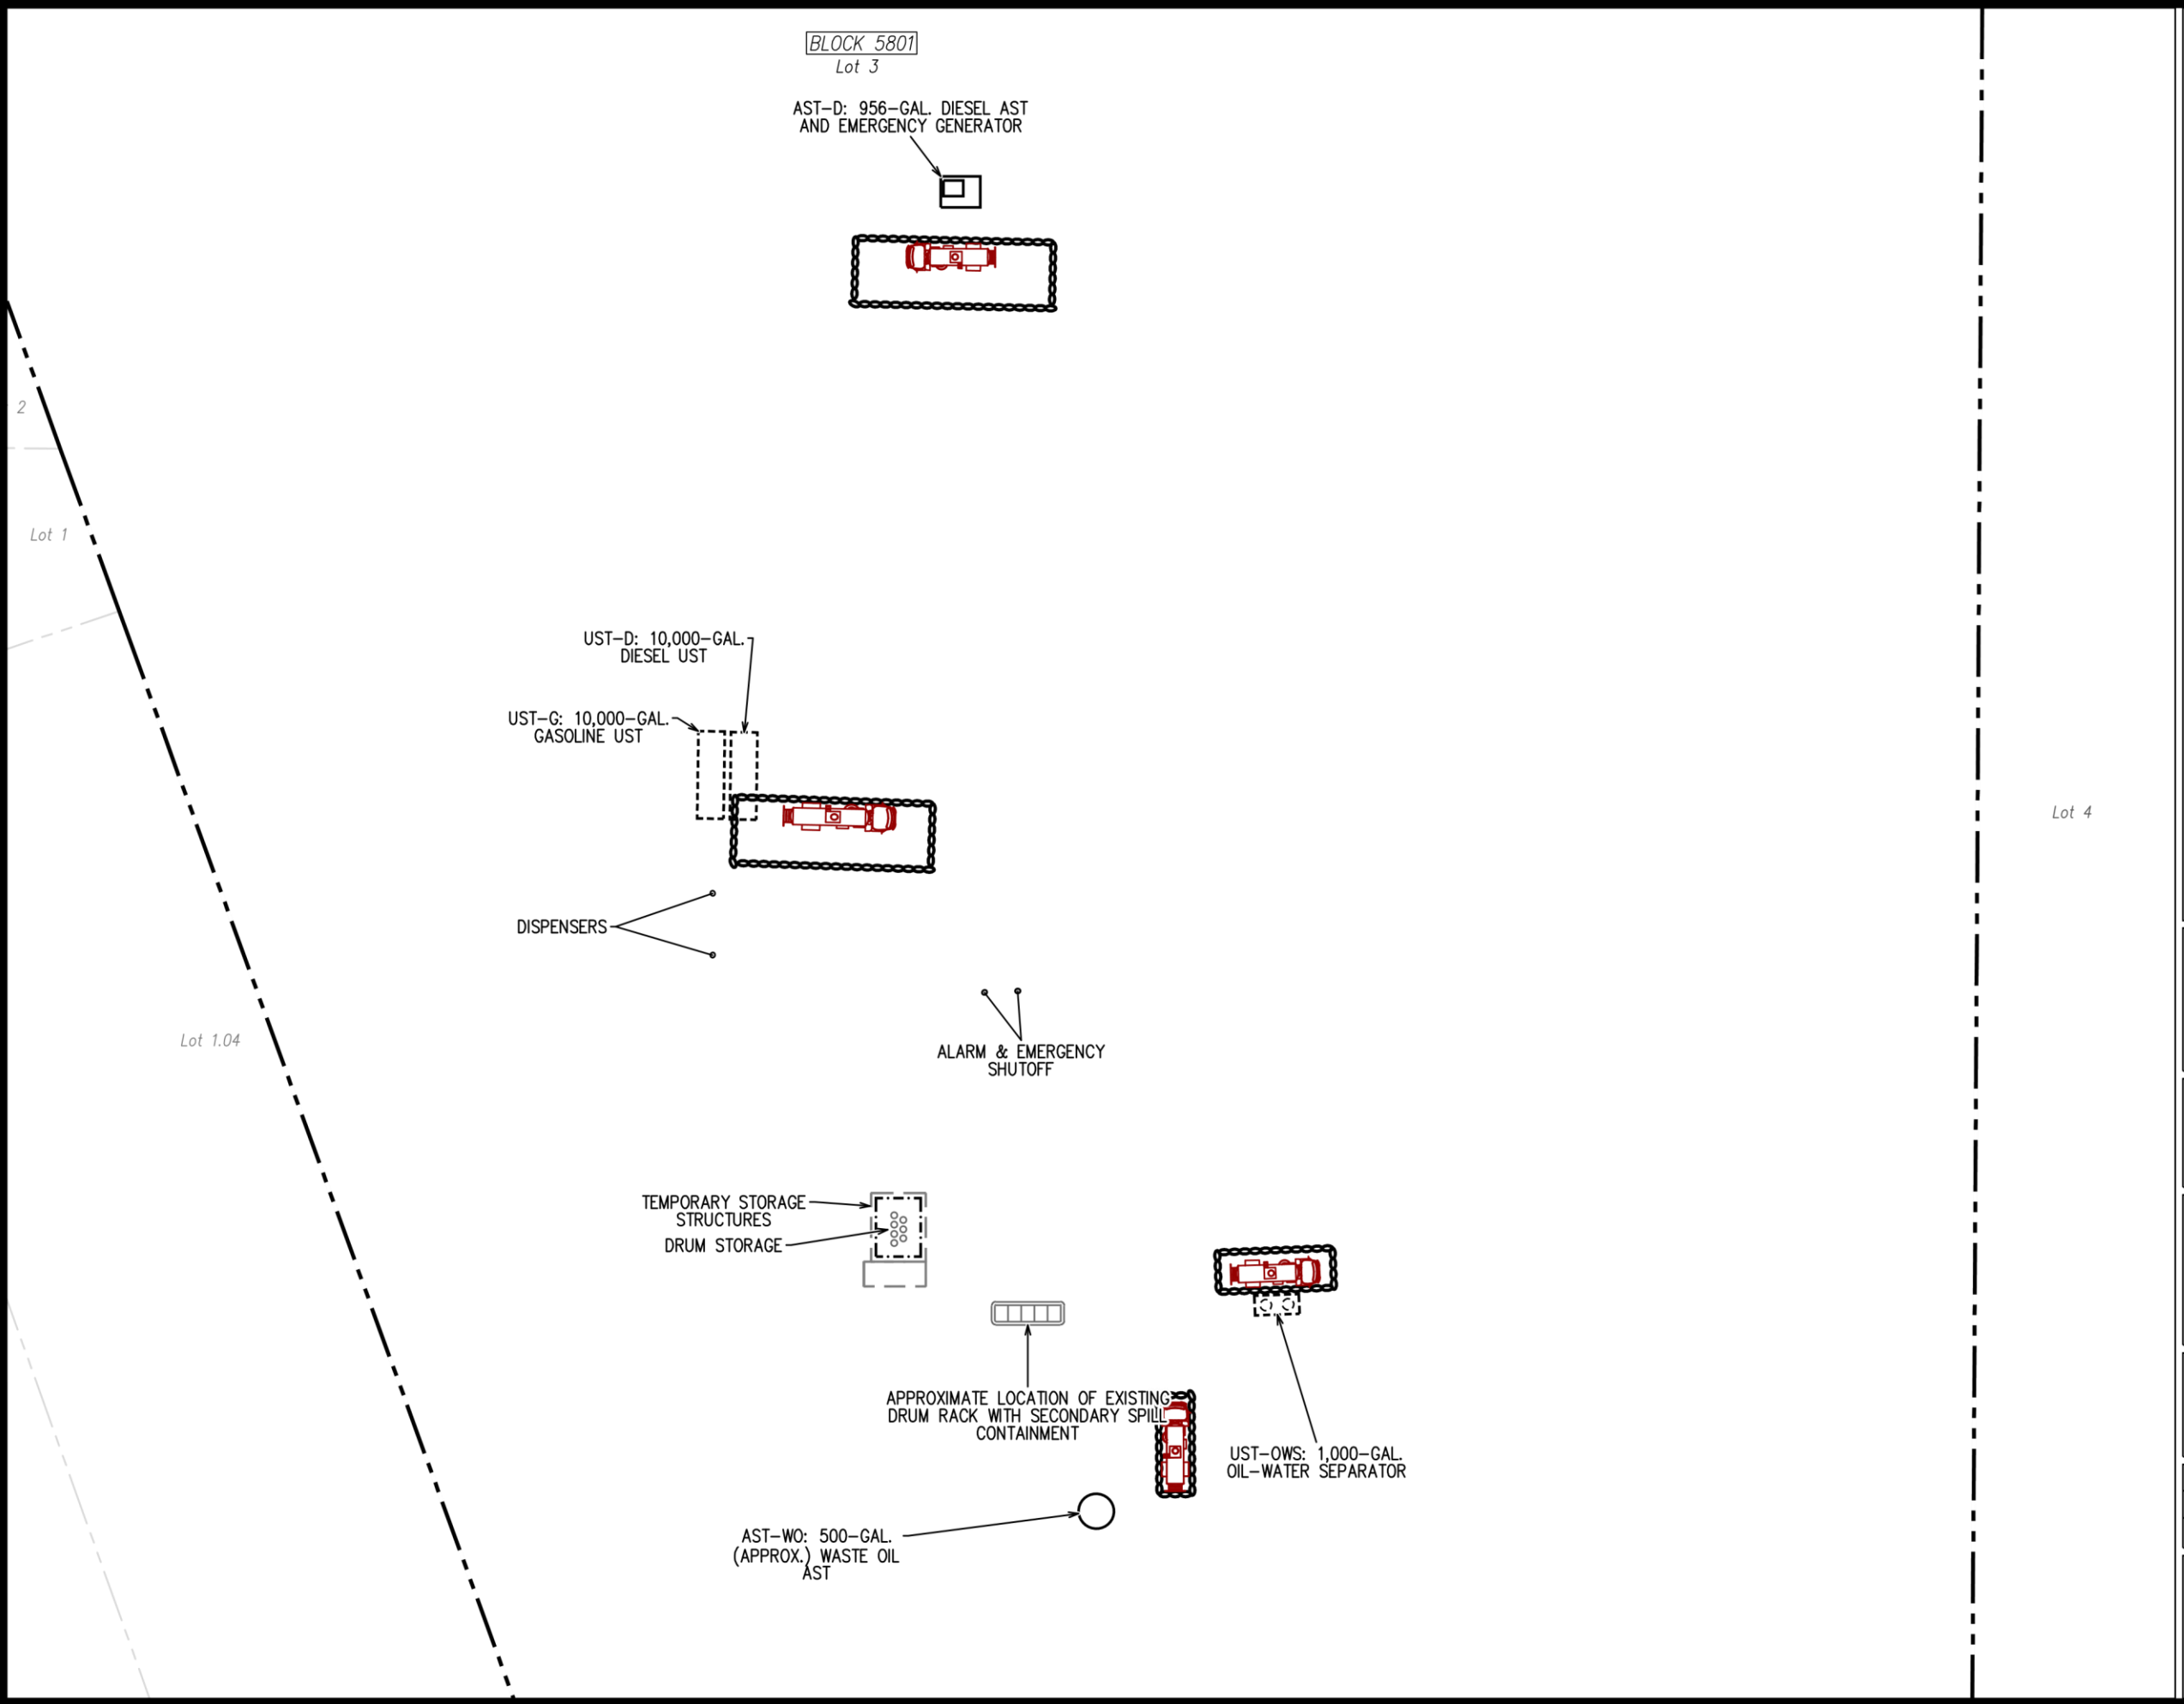 BLOCK 5801
Lot 3
AST-D: 956-GAL. DIESEL AST
AND EMERGENCY GENERATOR
2
Lot 1
UST-D: 10,000-GAL.
DIESEL UST
UST-G: 10,000-GAL.
GASOLINE UST
Lot 4
DISPENSERS
Lot 1.04
ALARM & EMERGENCY
SHUTOFF
TEMPORARY STORAGE
STRUCTURES
DRUM STORAGE
APPROXIMATE LOCATION OF EXISTING
DRUM RACK WITH SECONDARY SPILL
CONTAINMENT
UST-OWS: 1,000-GAL.
OIL-WATER SEPARATOR
AST-WO: 500-GAL.
(APPROX.) WASTE OIL
AST